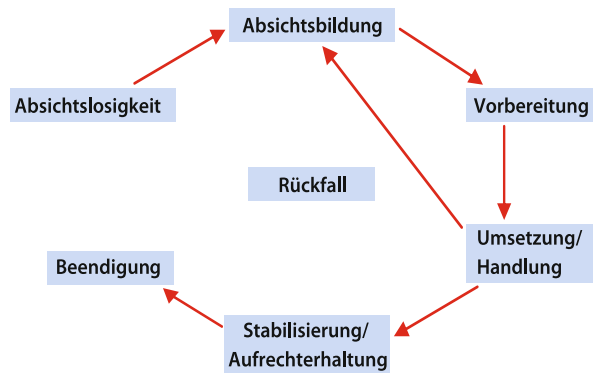 Absichtsbildung
Absichtslosigkeit
Vorbereitung
Rückfall
Umsetzung/
Handlung
Beendigung
Stabilisierung/
Aufrechterhaltung